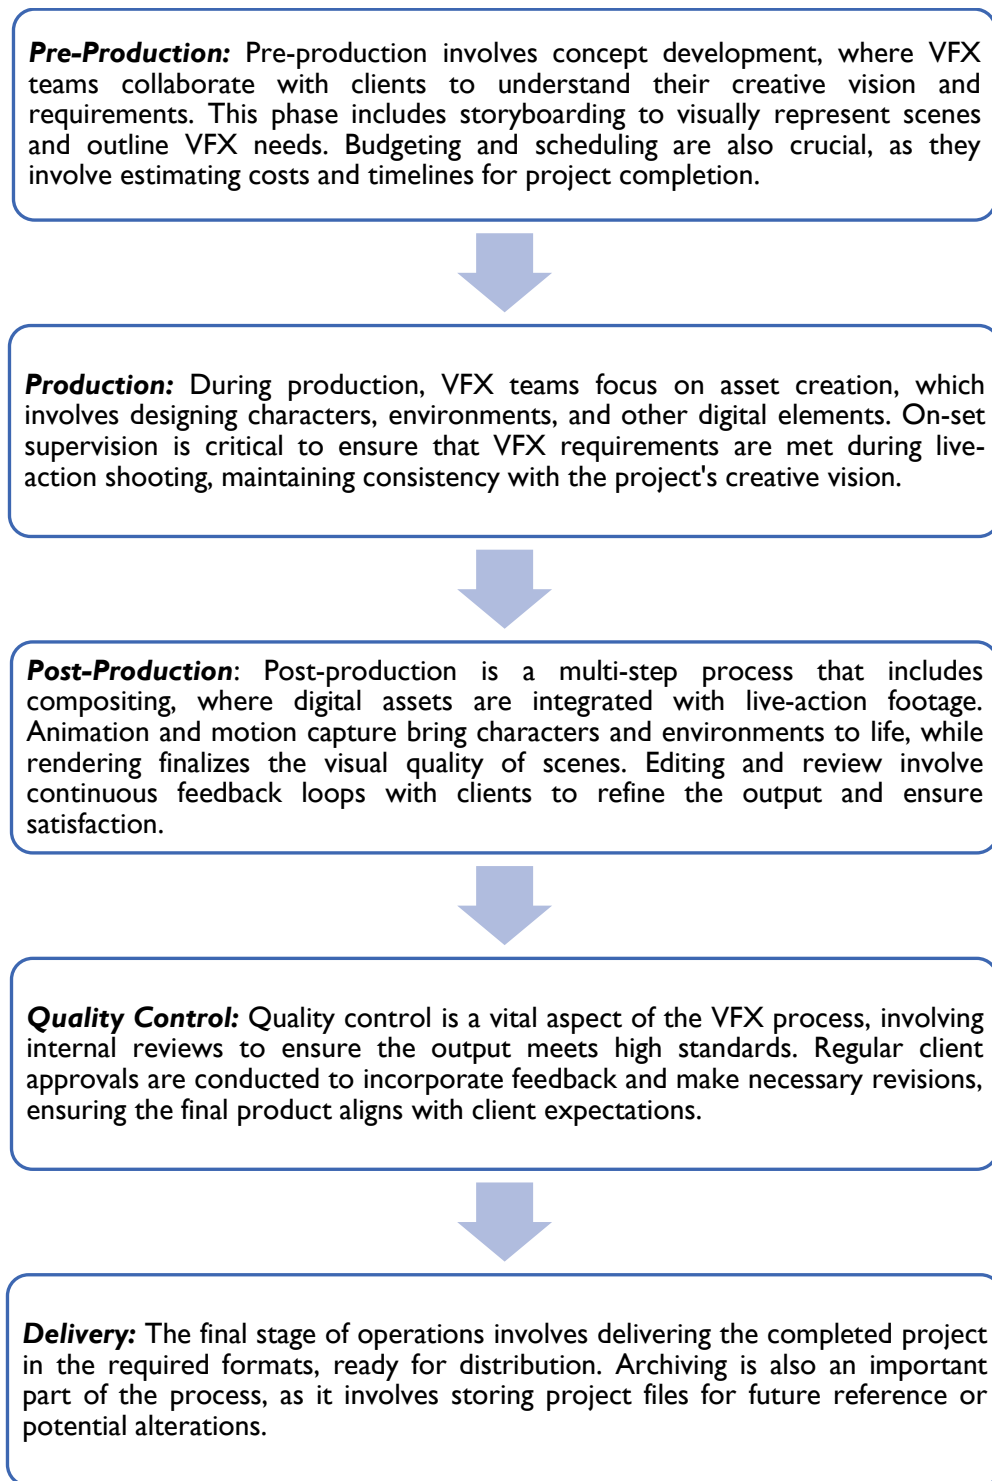 Pre-Production: Pre-production involves concept development, where VFX
teams collaborate with clients to understand their creative vision and
requirements. This phase includes storyboarding to visually represent scenes
and outline VFX needs. Budgeting and scheduling are also crucial, as they
involve estimating costs and timelines for project completion.
Production: During production, VFX teams focus on asset creation, which
involves designing characters, environments, and other digital elements. On-set
supervision is critical to ensure that VFX requirements are met during live-
action shooting, maintaining consistency with the project's creative vision.
Post-Production: Post-production is a multi-step process that includes
compositing, where digital assets are integrated with live-action footage.
Animation and motion capture bring characters and environments to life, while
rendering finalizes the visual quality of scenes. Editing and review involve
continuous feedback loops with clients to refine the output and ensure
satisfaction.
Quality Control: Quality control is a vital aspect of the VFX process, involving
internal reviews to ensure the output meets high standards. Regular client
approvals are conducted to incorporate feedback and make necessary revisions,
ensuring the final product aligns with client expectations.
Delivery: The final stage of operations involves delivering the completed project
in the required formats, ready for distribution. Archiving is also an important
part of the process, as it involves storing project files for future reference or
potential alterations.